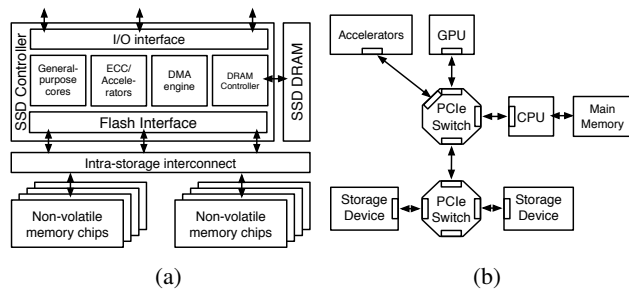 SSD Controller
I/O interface
General-
purpose
cores
ECC/
Accele-
rators
DMA
engine
DRAM
Controller
Flash Interface
SSD DRAM
Intra-storage interconnect
Non-volatile
memory chips
Non-volatile
memory chips
(a)
Accelerators
GPU
PCIe
Switch
CPU
Main
Memory
Storage
Device
PCIe
Switch
Storage
Device
(b)